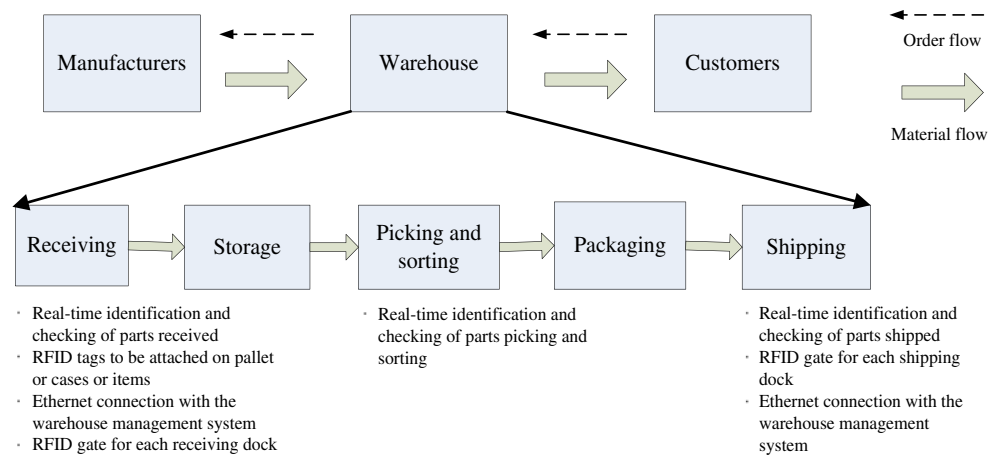 Manufacturers
Warehouse
Customers
Order flow
Material flow
Receiving
Storage
Picking and
sorting
Packaging
Shipping
· Real-time identification and
checking of parts received
· RFID tags to be attached on pallet
or cases or items
· Ethernet connection with the
warehouse management system
· RFID gate for each receiving dock
· Real-time identification and
checking of parts picking and
sorting
· Real-time identification and
checking of parts shipped
· RFID gate for each shipping
dock
· Ethernet connection with the
warehouse management
system